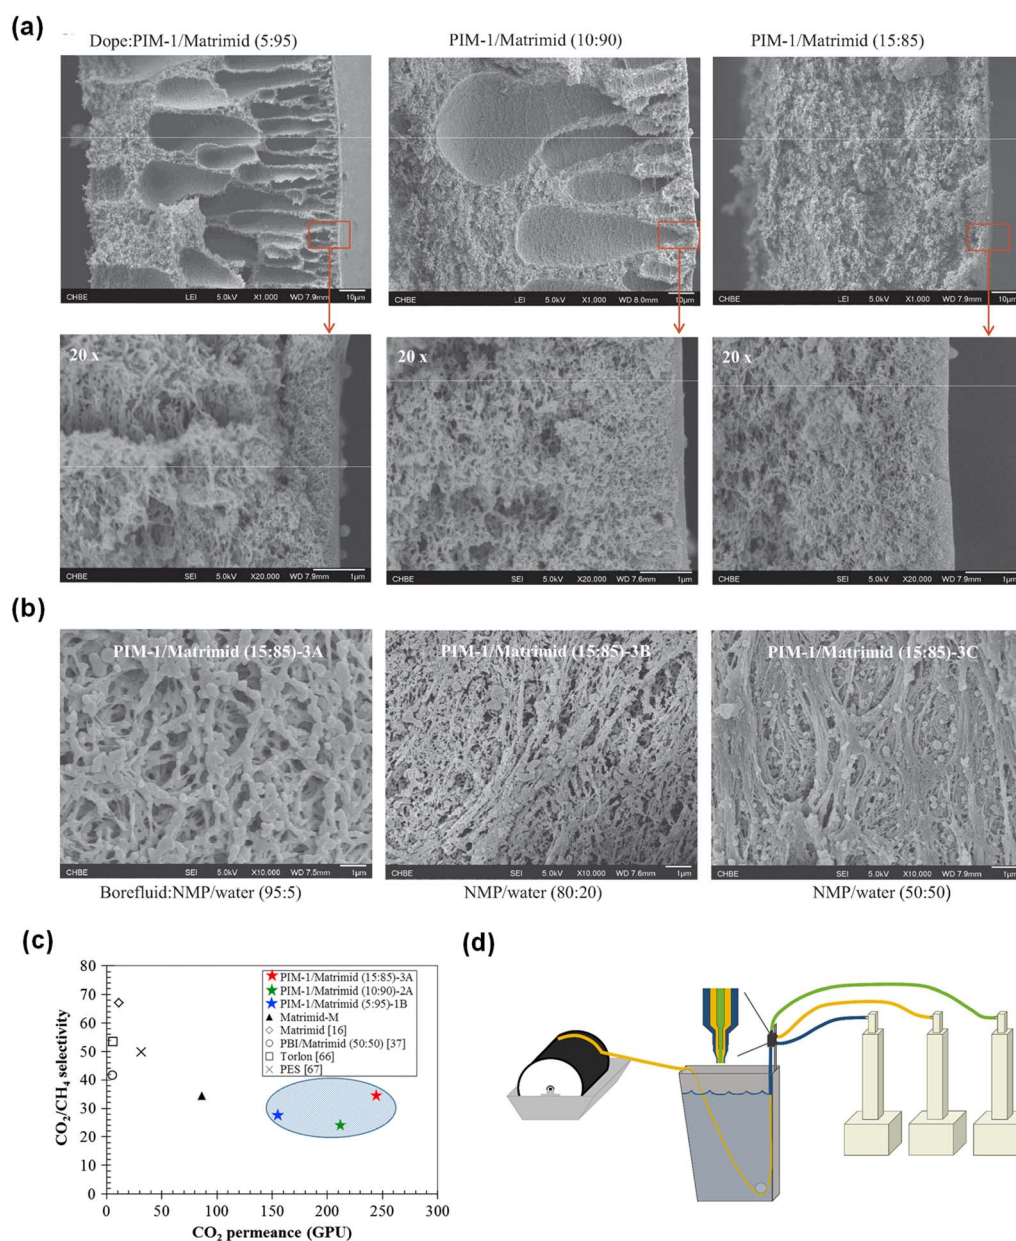 (a)
Dope:PIM-1/Matrimid (5:95)
PIM-1/Matrimid (10:90)
PIM-1/Matrimid (15:85)
CHBE LEI 5.0kV X1,000 WD 7.9mm 10μm
CHBE LEI 5.0kV X1,000 WD 8.0mm 10μm
CHBE LEI 5.0kV X1,000 WD 7.9mm 10μm
20 x
20 x
20 x
CHBE SEI 5.0kV X20,000 WD 7.9mm 1μm
CHBE SEI 5.0kV X20,000 WD 7.6mm 1μm
CHBE SEI 5.0kV X20,000 WD 7.9mm 1μm
(b)
PIM-1/Matrimid (15:85)-3A
PIM-1/Matrimid (15:85)-3B
PIM-1/Matrimid (15:85)-3C
CHBE SEI 5.0kV X10,000 WD 7.5mm 1μm
CHBE SEI 5.0kV X10,000 WD 7.6mm 1μm
CHBE SEI 5.0kV X10,000 WD 7.9mm 1μm
Borefluid:NMP/water (95:5)
NMP/water (80:20)
NMP/water (50:50)
(c)
80
70
60
50
40
30
20
10
0
CO₂/CH₄ selectivity
PIM-1/Matrimid (15:85)-3A
PIM-1/Matrimid (10:90)-2A
PIM-1/Matrimid (5:95)-1B
Matrimid-M
Matrimid [16]
PBI/Matrimid (50:50) [37]
Torlon [66]
PES [67]
0 50 100 150 200 250 300
CO₂ permeance (GPU)
(d)